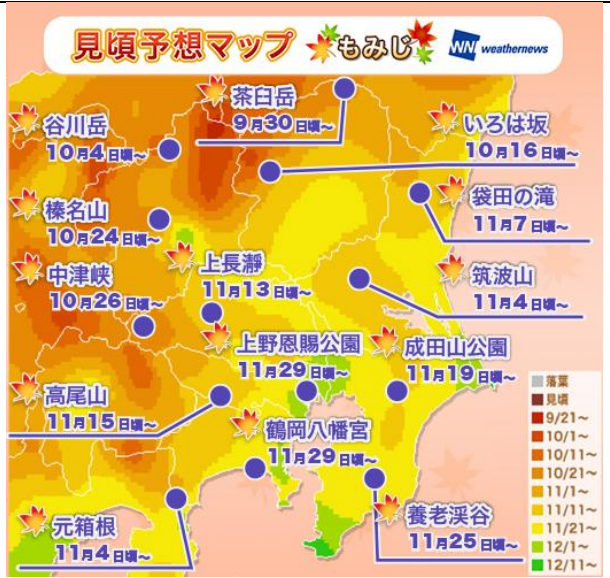 見頃予想マップ もみじ WN weathernews
茶臼岳
9月30日頃~
谷川岳
10月4日頃~
いろは坂
10月16日頃~
榛名山
10月24日頃~
袋田の滝
11月7日頃~
中津峡
10月26日頃~
上長瀞
11月13日頃~
筑波山
11月4日頃~
上野恩賜公園
11月29日頃~
成田山公園
11月19日頃~
高尾山
11月15日頃~
鶴岡八幡宮
11月29日頃~
元箱根
11月4日頃~
養老渓谷
11月25日頃~
落葉
見頃
9/21~
10/1~
10/11~
10/21~
11/1~
11/11~
11/21~
12/1~
12/11~